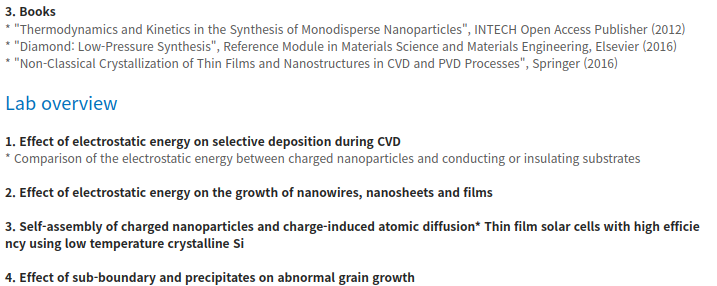 3. Books
* "Thermodynamics and Kinetics in the Synthesis of Monodisperse Nanoparticles", INTECH Open Access Publisher (2012)
* "Diamond: Low-Pressure Synthesis", Reference Module in Materials Science and Materials Engineering, Elsevier (2016)
* "Non-Classical Crystallization of Thin Films and Nanostructures in CVD and PVD Processes", Springer (2016)
Lab overview
1. Effect of electrostatic energy on selective deposition during CVD
* Comparison of the electrostatic energy between charged nanoparticles and conducting or insulating substrates
2. Effect of electrostatic energy on the growth of nanowires, nanosheets and films
3. Self-assembly of charged nanoparticles and charge-induced atomic diffusion* Thin film solar cells with high efficie
ncy using low temperature crystalline Si
4. Effect of sub-boundary and precipitates on abnormal grain growth